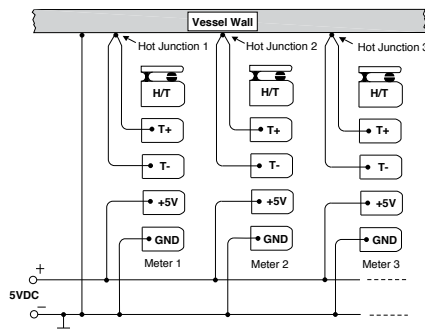 Vessel Wall
Hot Junction 1
Hot Junction 2
Hot Junction 3
H/T
H/T
H/T
T+
T+
T+
T-
T-
T-
+5V
+5V
+5V
GND
GND
GND
Meter 1
Meter 2
Meter 3
+
5VDC
−